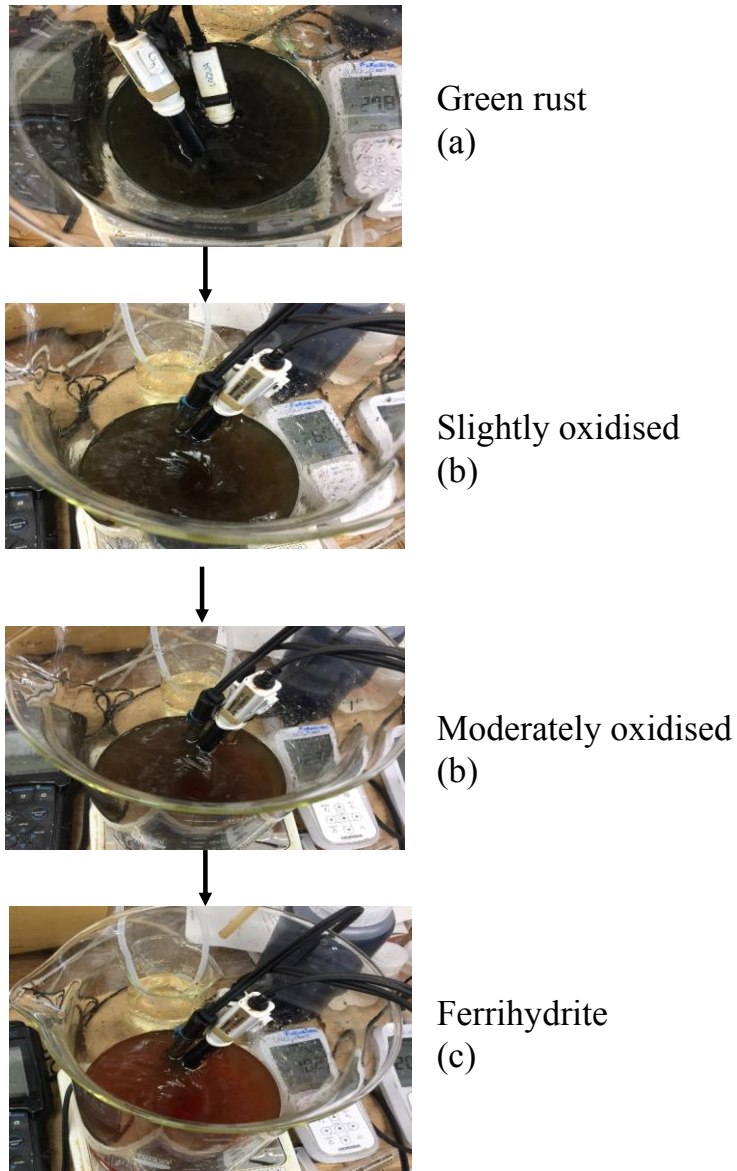 Green rust
(a)
Slightly oxidised
(b)
Moderately oxidised
(b)
Ferrihydrite
(c)